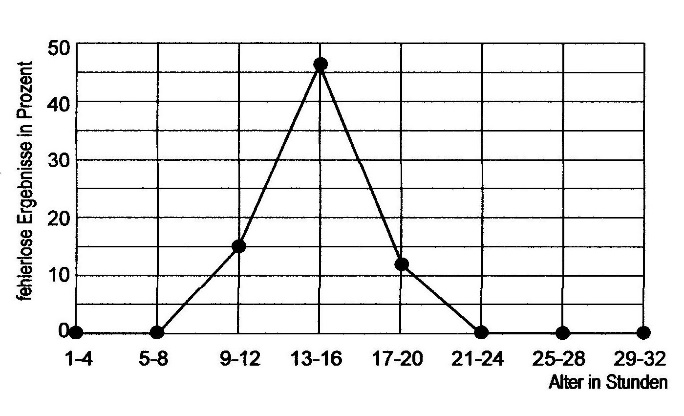 fehlerlose Ergebnisse in Prozent
50
40
30
20
10
0
1-4 5-8 9-12 13-16 17-20 21-24 25-28 29-32
Alter in Stunden